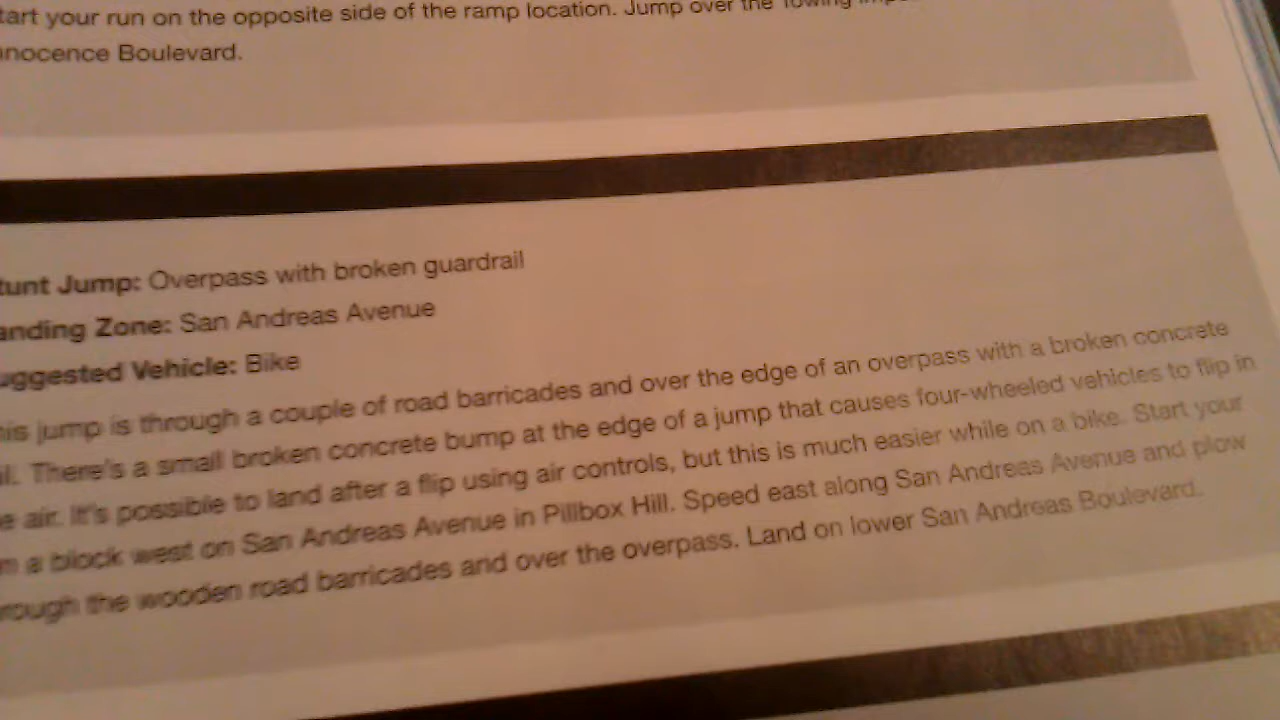 tart your run on the opposite side of the ramp location. Jump over the Towing
nnocence Boulevard.
tunt Jump: Overpass with broken guardrail
anding Zone: San Andreas Avenue
uggested Vehicle: Bike
his jump is through a couple of road barricades and over the edge of an overpass with a broken concrete
il. There's a small broken concrete bump at the edge of a jump that causes four-wheeled vehicles to flip in
e air. It's possible to land after a flip using air controls, but this is much easier while on a bike. Start your
n a block west on San Andreas Avenue in Pillbox Hill. Speed east along San Andreas Avenue and plow
rough the wooden road barricades and over the overpass. Land on lower San Andreas Boulevard.